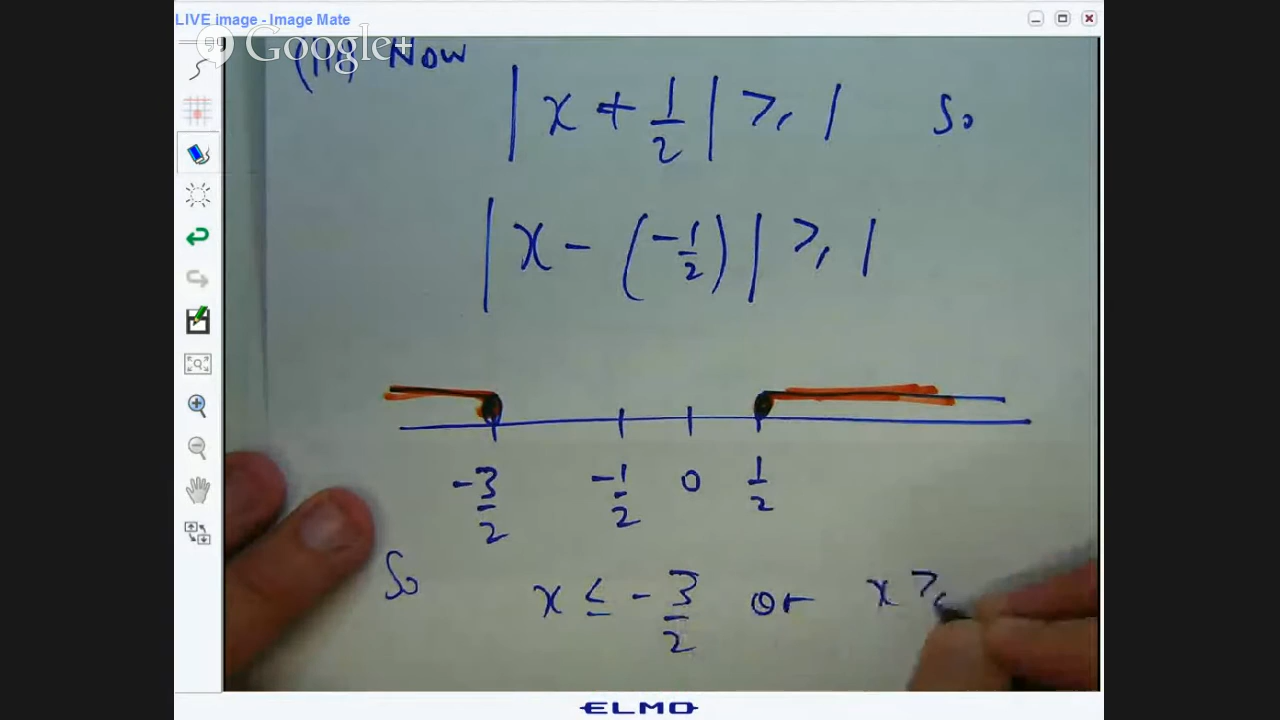 LIVE image - Image Mate
Google+
(iii) Now
|x + 1/2| ⩾ 1 So
|x - (-1/2)| ⩾ 1
-3/2 -1/2 0 1/2
So x ≤ -3/2 or x ⩾
ELMO